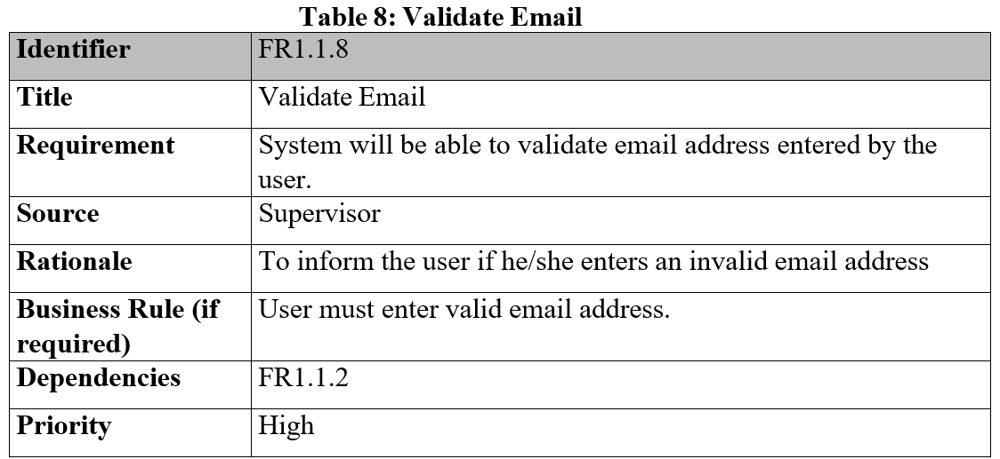 Table 8: Validate Email
Identifier FR1.1.8
Title Validate Email
Requirement System will be able to validate email address entered by the
user.
Source Supervisor
Rationale To inform the user if he/she enters an invalid email address
Business Rule (if User must enter valid email address.
required)
Dependencies FR1.1.2
Priority High